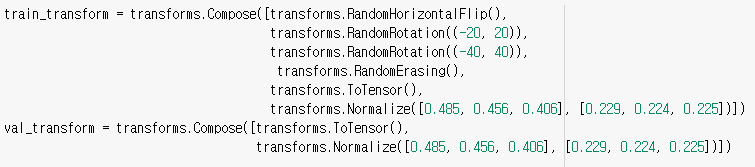 train_transform = transforms.Compose([transforms.RandomHorizontalFlip(),
transforms.RandomRotation((-20, 20)),
transforms.RandomRotation((-40, 40)),
transforms.RandomErasing(),
transforms.ToTensor(),
transforms.Normalize([0.485, 0.456, 0.406], [0.229, 0.224, 0.225])])
val_transform = transforms.Compose([transforms.ToTensor(),
transforms.Normalize([0.485, 0.456, 0.406], [0.229, 0.224, 0.225])])